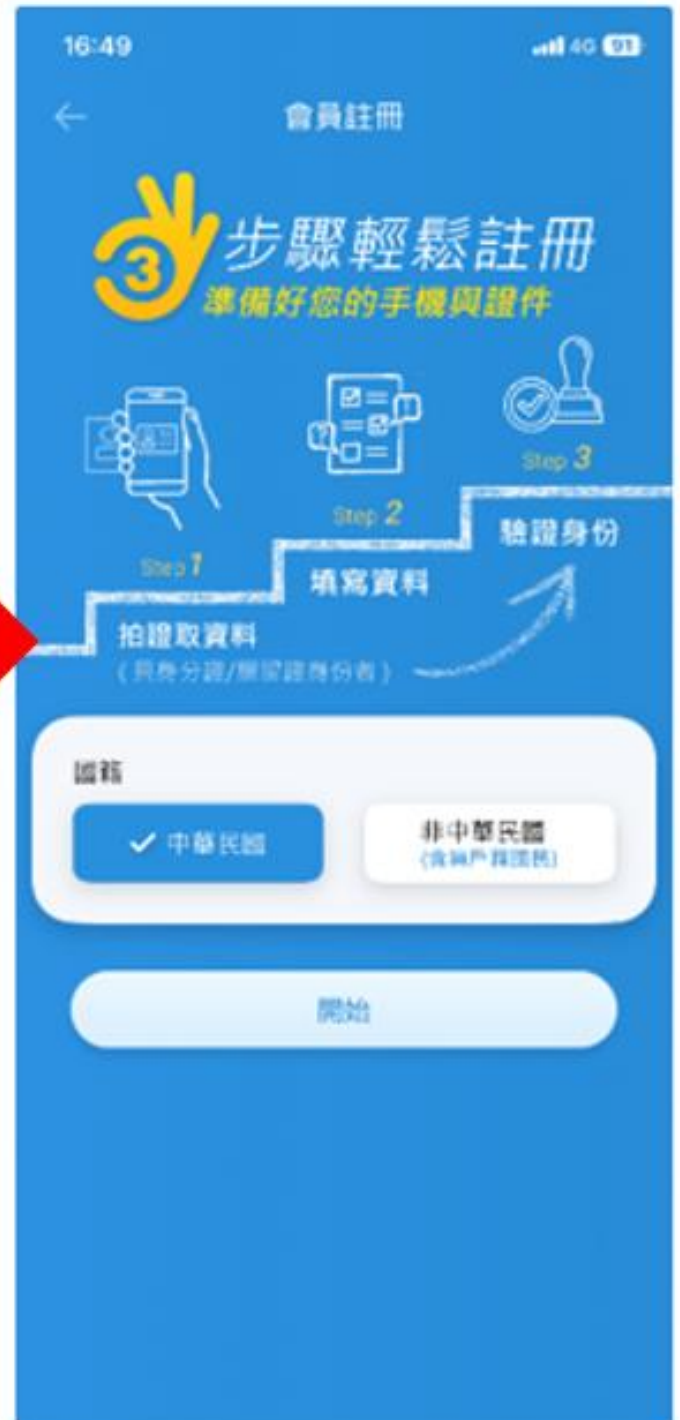 16:49
4G 91
會員註冊
3步驟輕鬆註冊
準備好您的手機與證件
Step 3
Step 2
驗證身份
Step 1
填寫資料
拍證取資料
國籍
中華民國
非中華民國
開始